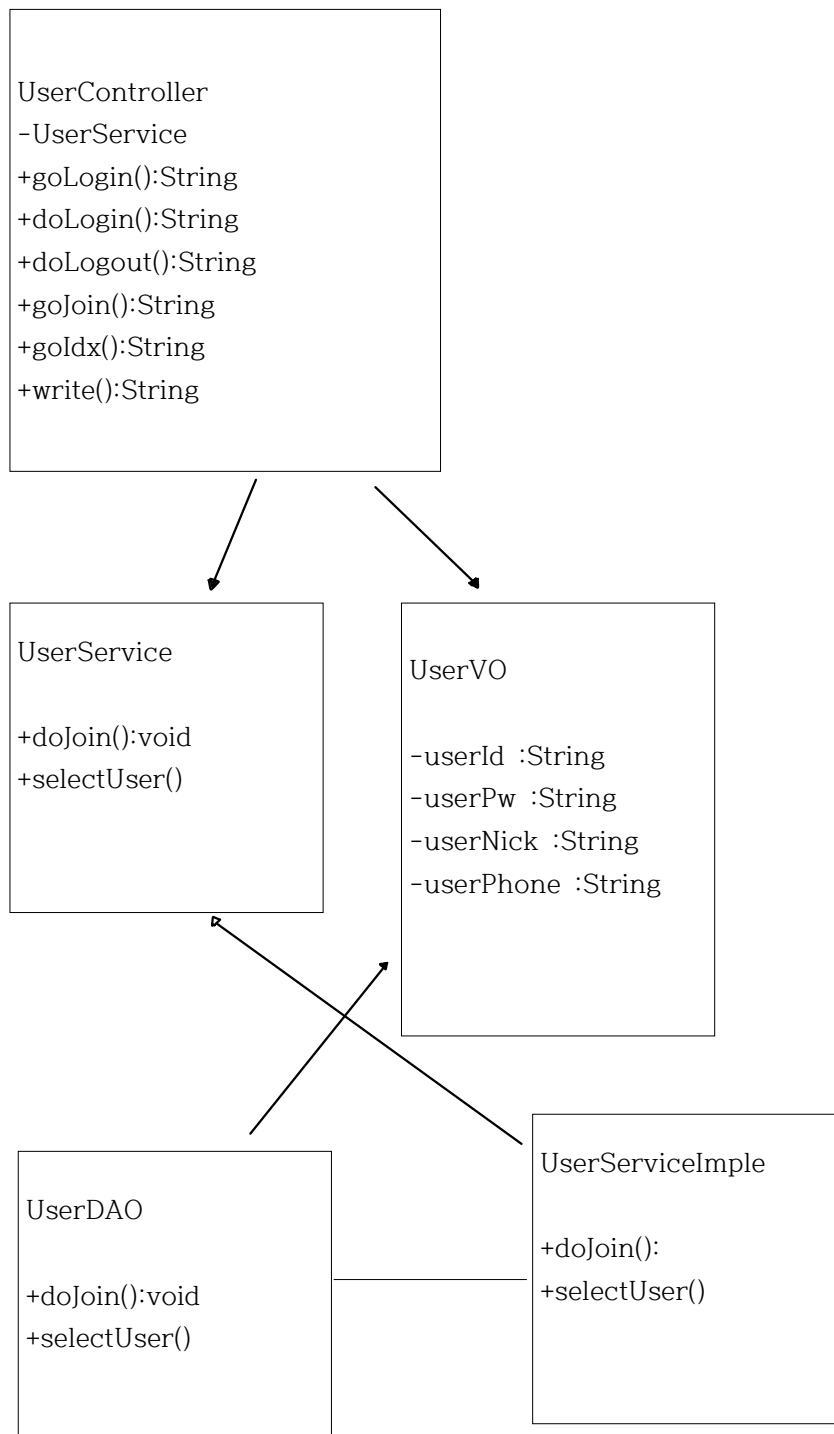 UserController
-UserService
+goLogin():String
+doLogin():String
+doLogout():String
+goJoin():String
+goIdx():String
+write():String
UserService
+doJoin():void
+selectUser()
UserVO
-userId :String
-userPw :String
-userNick :String
-userPhone :String
UserDAO
+doJoin():void
+selectUser()
UserServiceImple
+doJoin():
+selectUser()